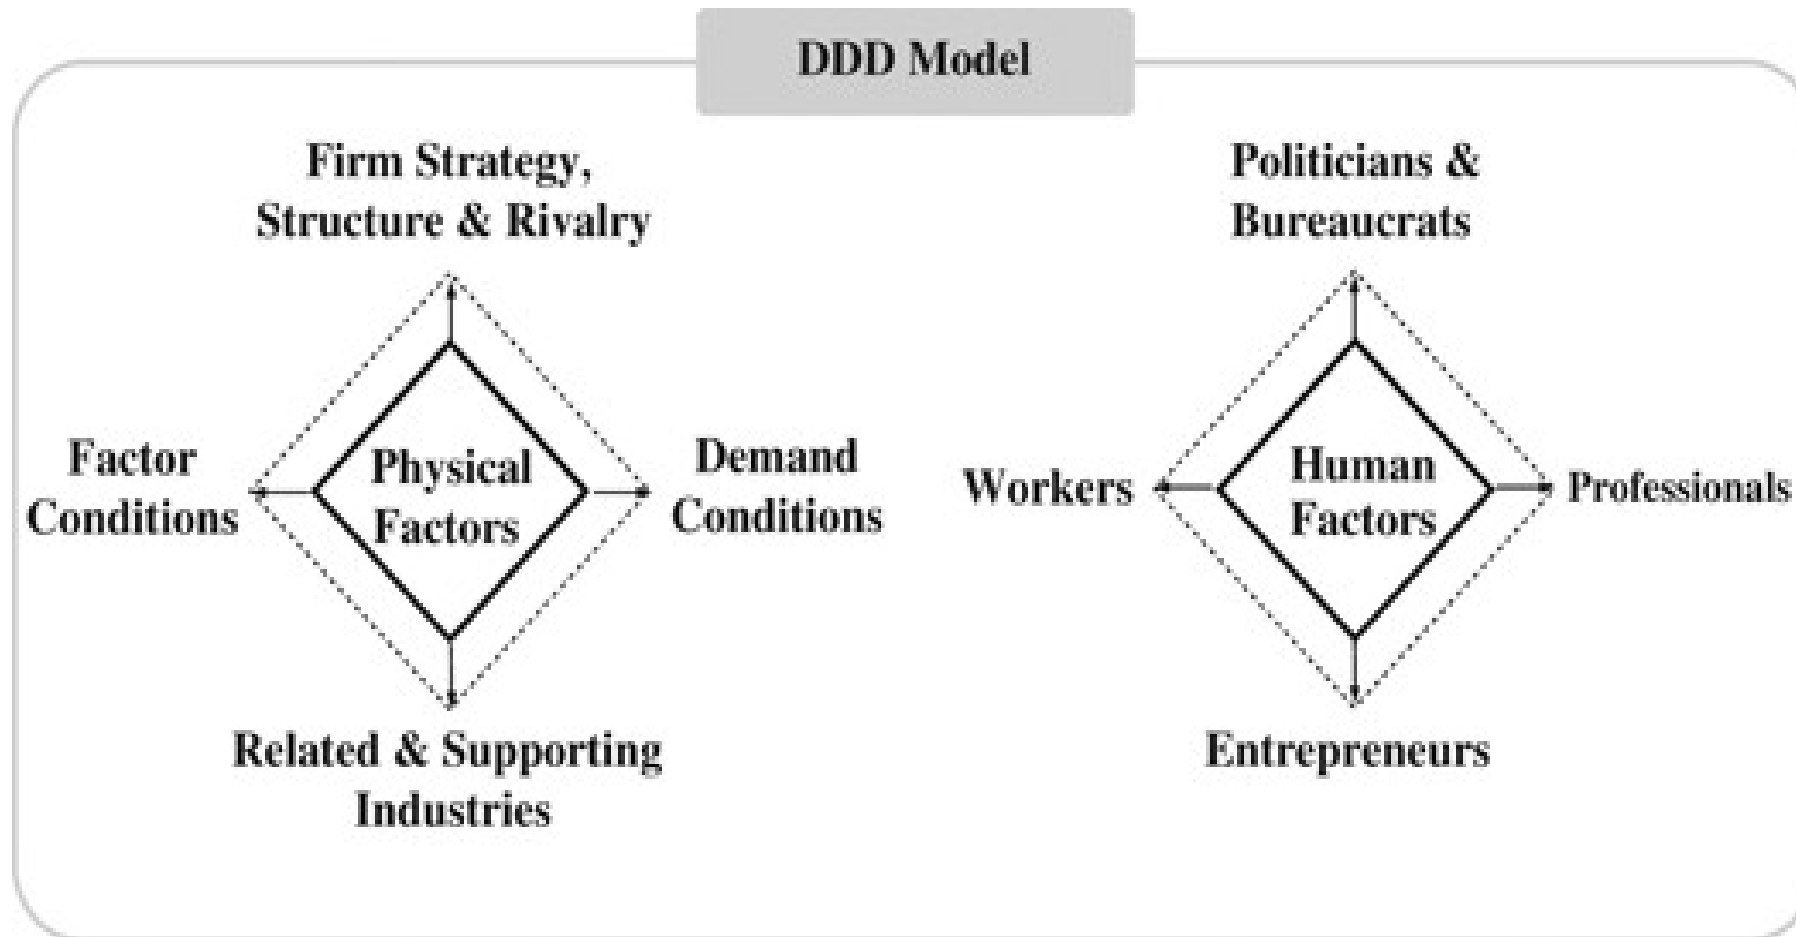 DDD Model
Firm Strategy,
Structure & Rivalry
Factor
Conditions
Physical
Factors
Demand
Conditions
Related & Supporting
Industries
Politicians &
Bureaucrats
Workers
Human
Factors
Professionals
Entrepreneurs